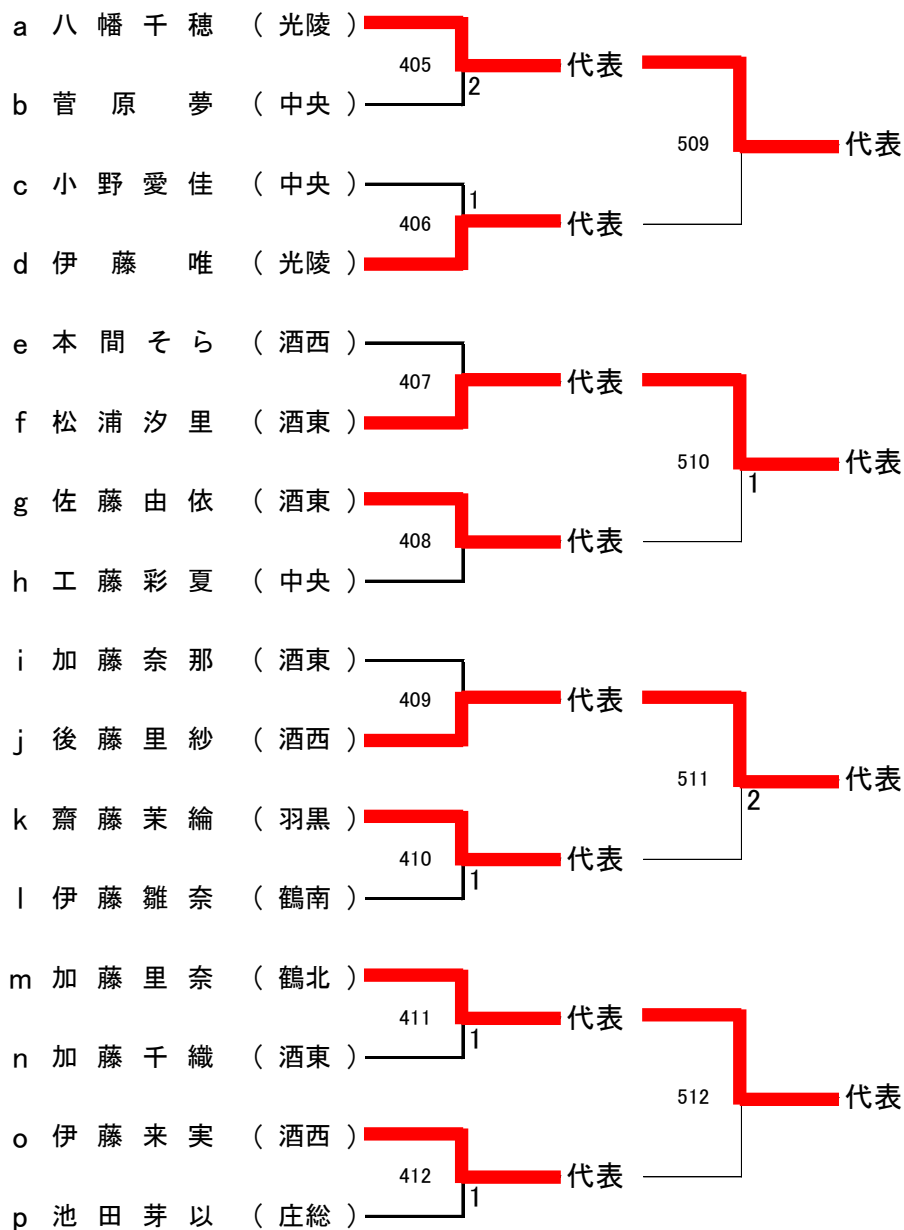 a 八幡千穂 (光陵)
405 代表
2
b 菅原 夢 (中央)
509 代表
c 小野愛佳 (中央)
1
406 代表
d 伊藤 唯 (光陵)
e 本間そら (酒西)
407 代表
f 松浦汐里 (酒東)
510 代表
1
g 佐藤由依 (酒東)
408 代表
h 工藤彩夏 (中央)
i 加藤奈那 (酒東)
409 代表
j 後藤里紗 (酒西)
511 代表
2
k 齋藤茉綸 (羽黒)
410 代表
1
l 伊藤雛奈 (鶴南)
m 加藤里奈 (鶴北)
411 代表
1
n 加藤千織 (酒東)
512 代表
o 伊藤来実 (酒西)
412 代表
1
p 池田芽以 (庄総)